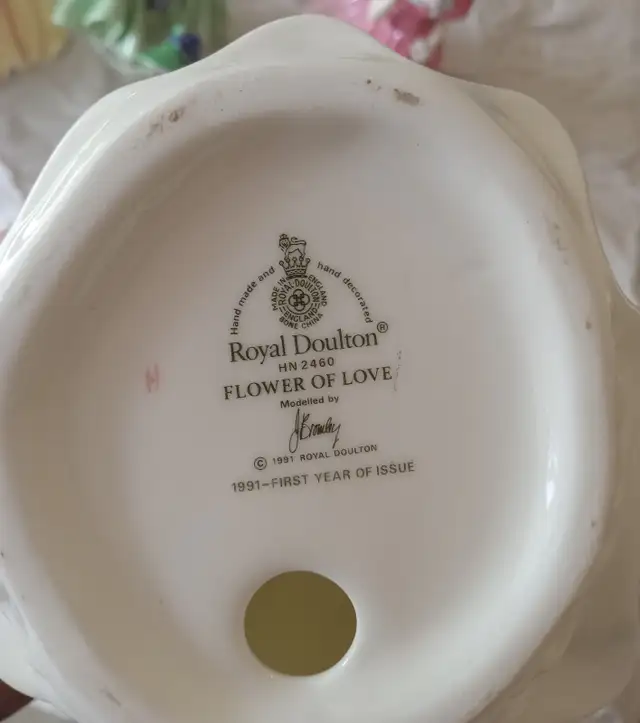 Hand made and hand decorated
MADE IN ENGLAND
ROYAL DOULTON
ENGLAND
BONE CHINA
Royal Doulton®
HN 2460
FLOWER OF LOVE
Modelled by
© 1991 ROYAL DOULTON
1991-FIRST YEAR OF ISSUE
H